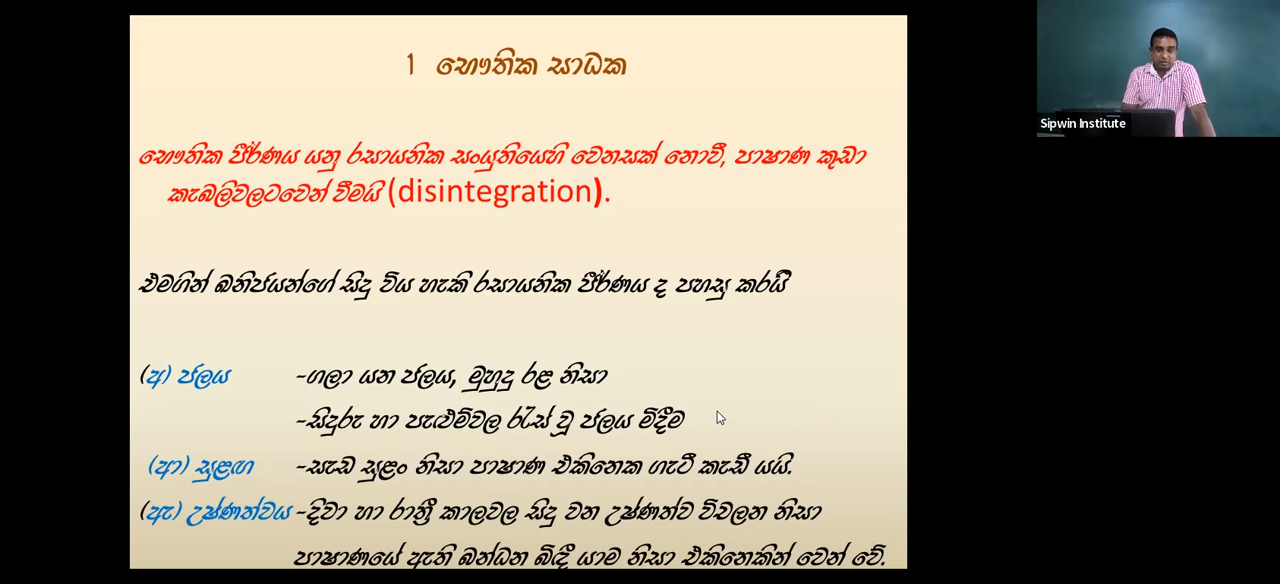 1 භෞතික සාධක
Sipwin Institute
භෞතික ජීර්ණය යනු රසායනික සංයුතියෙහි වෙනසක් නොවී, පාෂාණ කුඩා
කැබලිවලටවෙන් වීමයි (disintegration).
එමගින් ඛනිජයන්ගේ සිදු විය හැකි රසායනික ජීර්ණය ද පහසු කරයි
(අ) ජලය -ගලා යන ජලය, මුහුදු රළ නිසා
-සිදුරු හා පැළුම්වල රැස් වූ ජලය මිදීම
(ආ) සුළඟ -සැඩ සුළං නිසා පාෂාණ එකිනෙක ගැටී කැඩී යයි.
(ඇ) උෂ්ණත්වය -දිවා හා රාත්‍රී කාලවල සිදු වන උෂ්ණත්ව විචලන නිසා
පාෂාණයේ ඇති බන්ධන බිඳී යාම නිසා එකිනෙකින් වෙන් වේ.